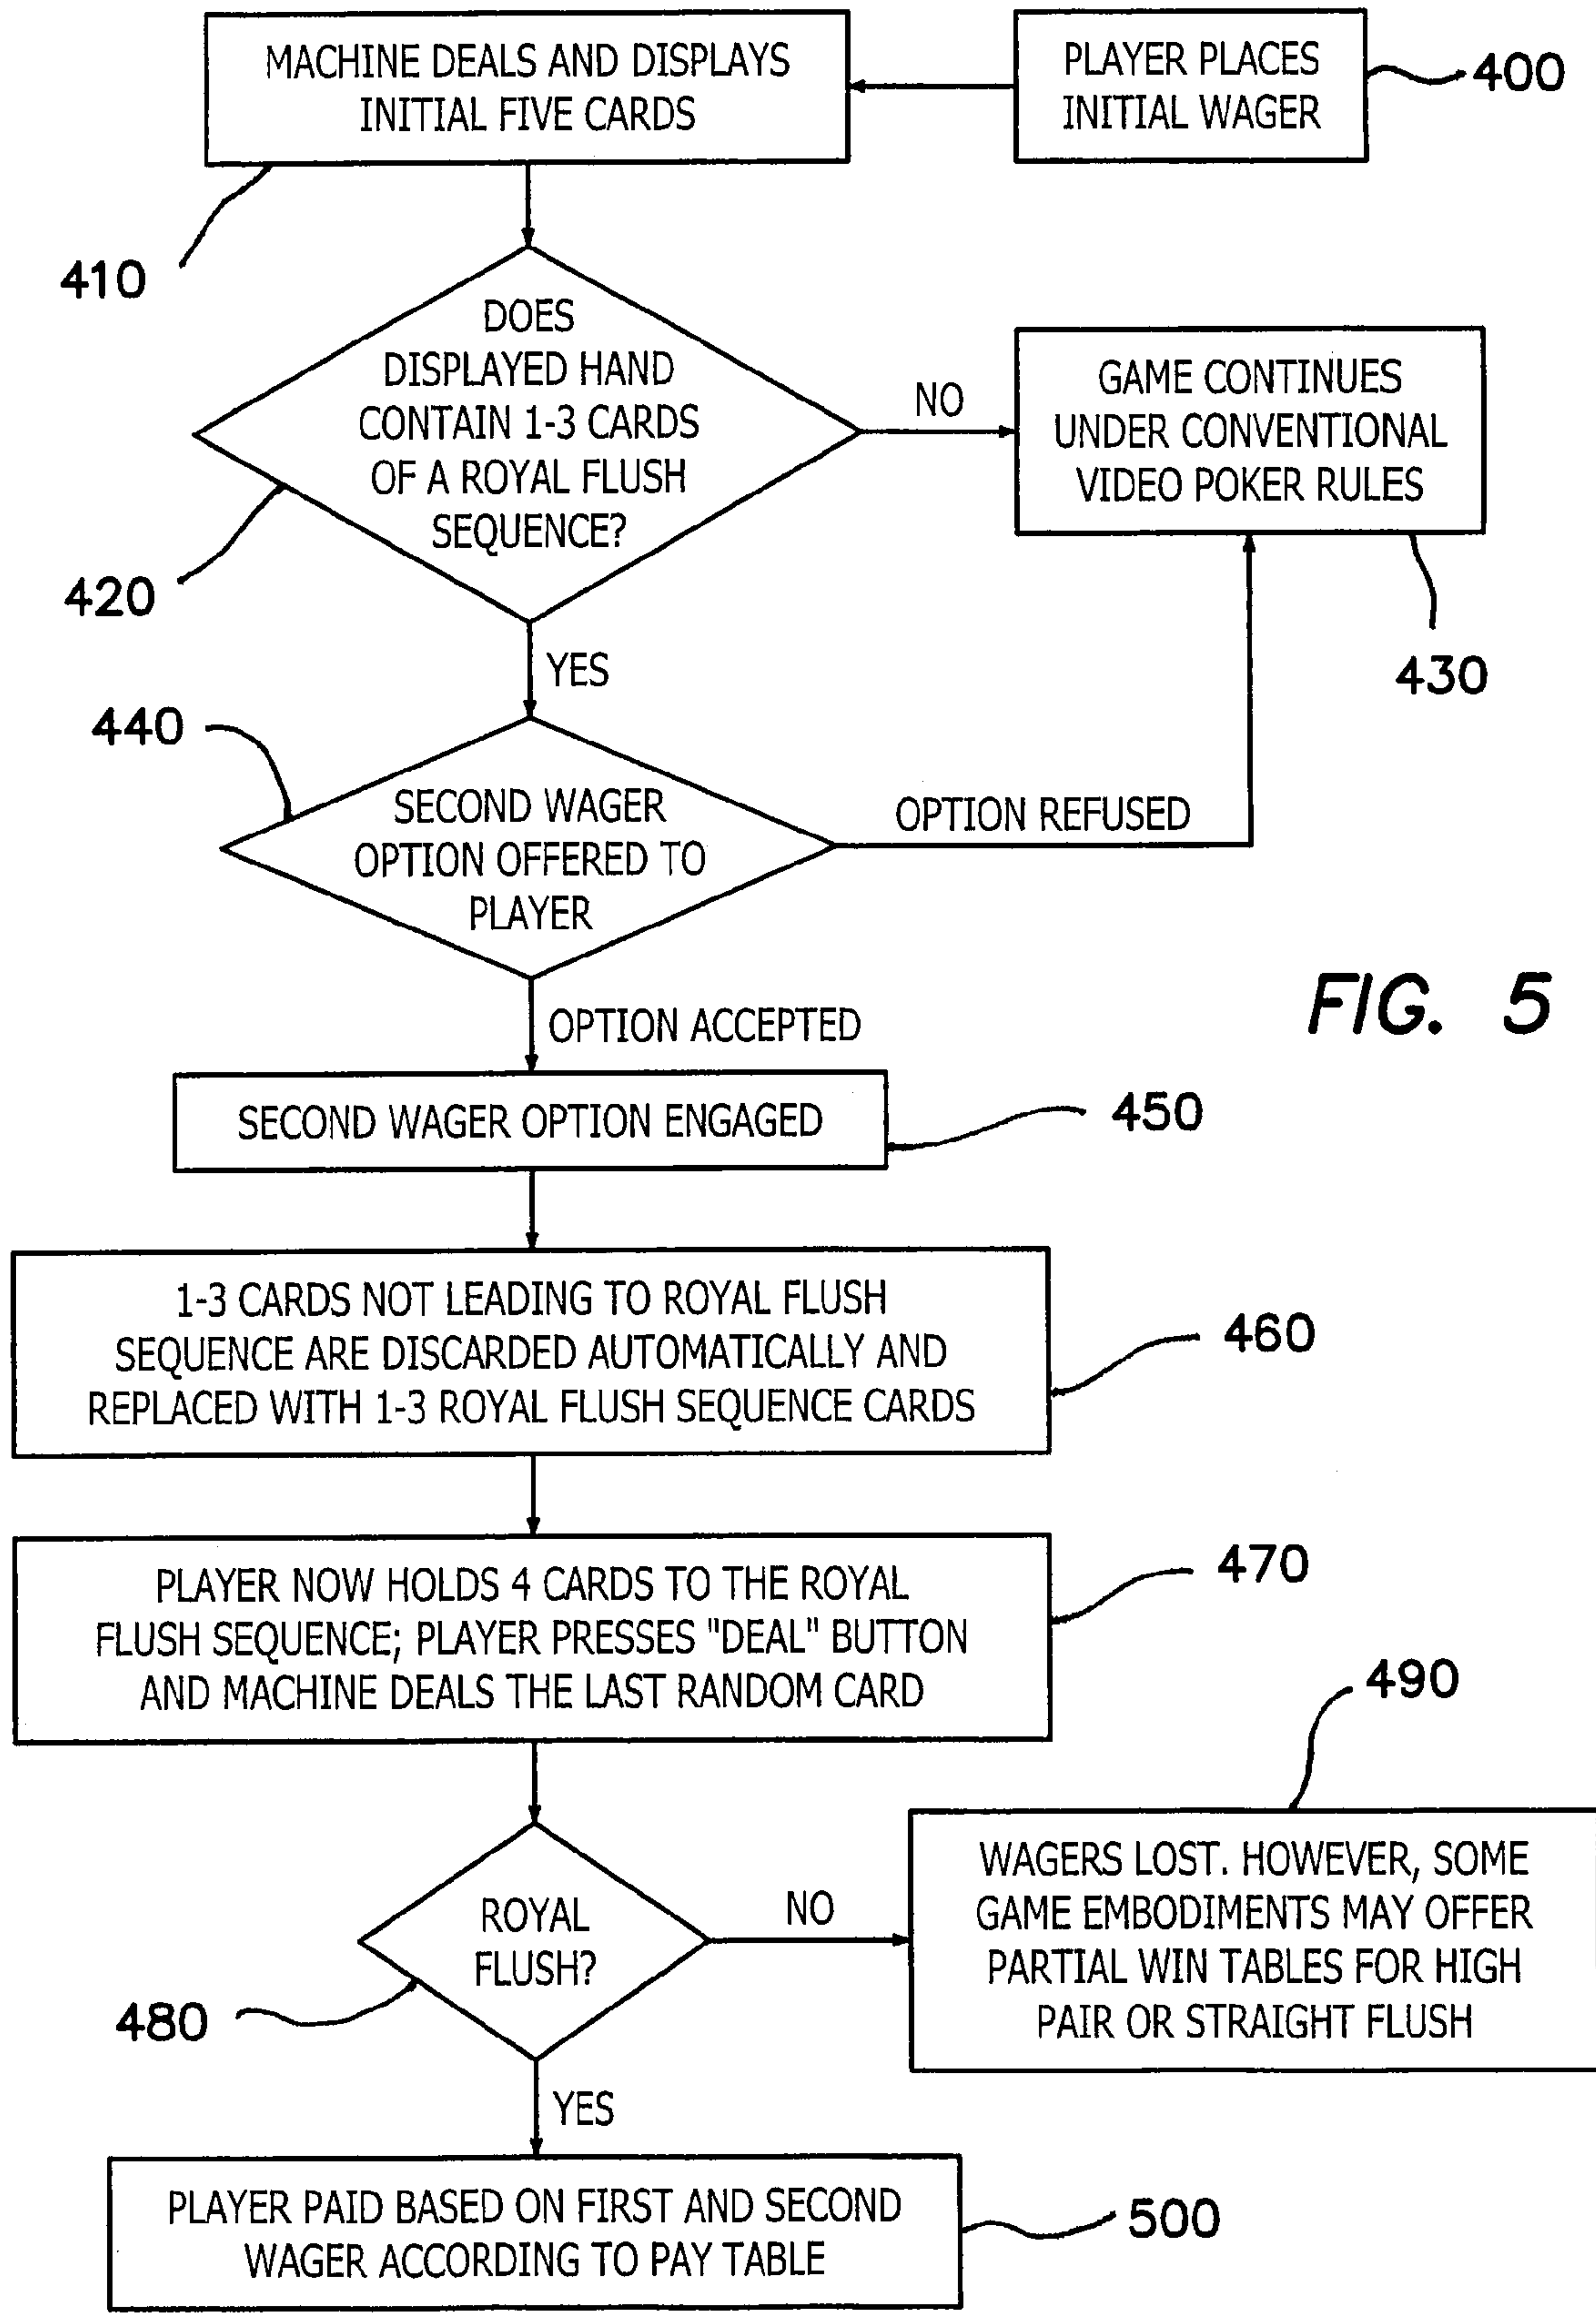 MACHINE DEALS AND DISPLAYS
INITIAL FIVE CARDS
PLAYER PLACES
INITIAL WAGER
400
410
DOES
DISPLAYED HAND
CONTAIN 1-3 CARDS
OF A ROYAL FLUSH
SEQUENCE?
420
NO
GAME CONTINUES
UNDER CONVENTIONAL
VIDEO POKER RULES
430
YES
440
SECOND WAGER
OPTION OFFERED TO
PLAYER
OPTION REFUSED
FIG. 5
OPTION ACCEPTED
SECOND WAGER OPTION ENGAGED
450
1-3 CARDS NOT LEADING TO ROYAL FLUSH
SEQUENCE ARE DISCARDED AUTOMATICALLY AND
REPLACED WITH 1-3 ROYAL FLUSH SEQUENCE CARDS
460
PLAYER NOW HOLDS 4 CARDS TO THE ROYAL
FLUSH SEQUENCE; PLAYER PRESSES "DEAL" BUTTON
AND MACHINE DEALS THE LAST RANDOM CARD
470
ROYAL
FLUSH?
480
NO
490
WAGERS LOST. HOWEVER, SOME
GAME EMBODIMENTS MAY OFFER
PARTIAL WIN TABLES FOR HIGH
PAIR OR STRAIGHT FLUSH
YES
PLAYER PAID BASED ON FIRST AND SECOND
WAGER ACCORDING TO PAY TABLE
500